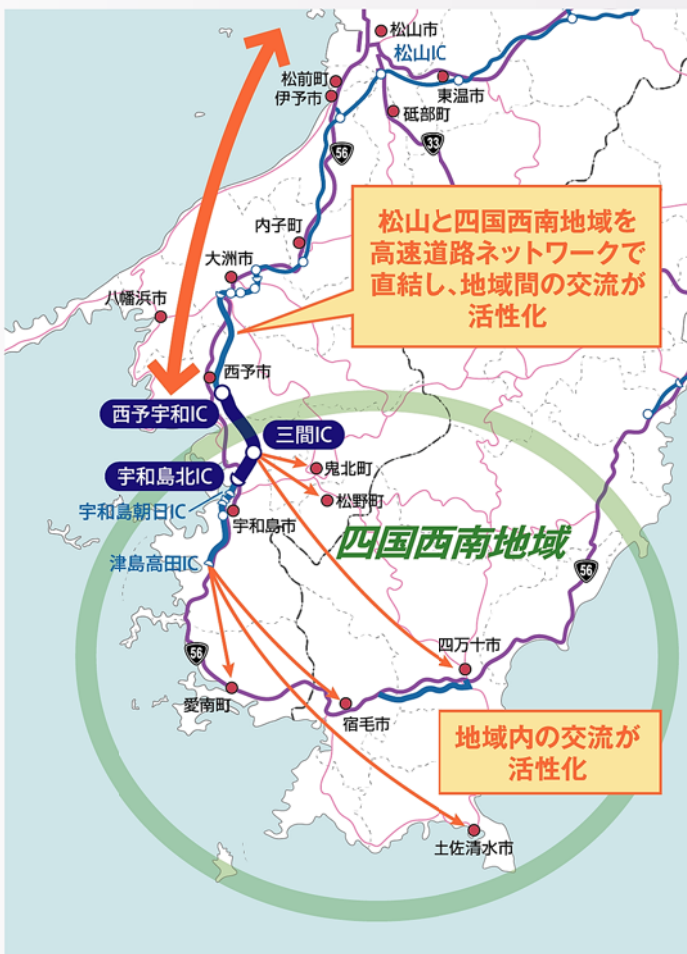 松山市
松山IC
松前町
伊予市
東温市
砥部町
56
33
松山と四国西南地域を
高速道路ネットワークで
直結し、地域間の交流が
活性化
内子町
大洲市
八幡浜市
西予市
西予宇和IC
三間IC
鬼北町
宇和島北IC
松野町
宇和島朝日IC
宇和島市
四国西南地域
津島高田IC
56
四万十市
56
愛南町
宿毛市
地域内の交流が
活性化
土佐清水市